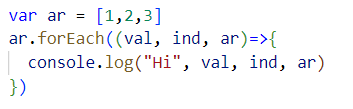 var ar = [1,2,3]
ar.forEach((val, ind, ar)=>{
  console.log("Hi", val, ind, ar)
})